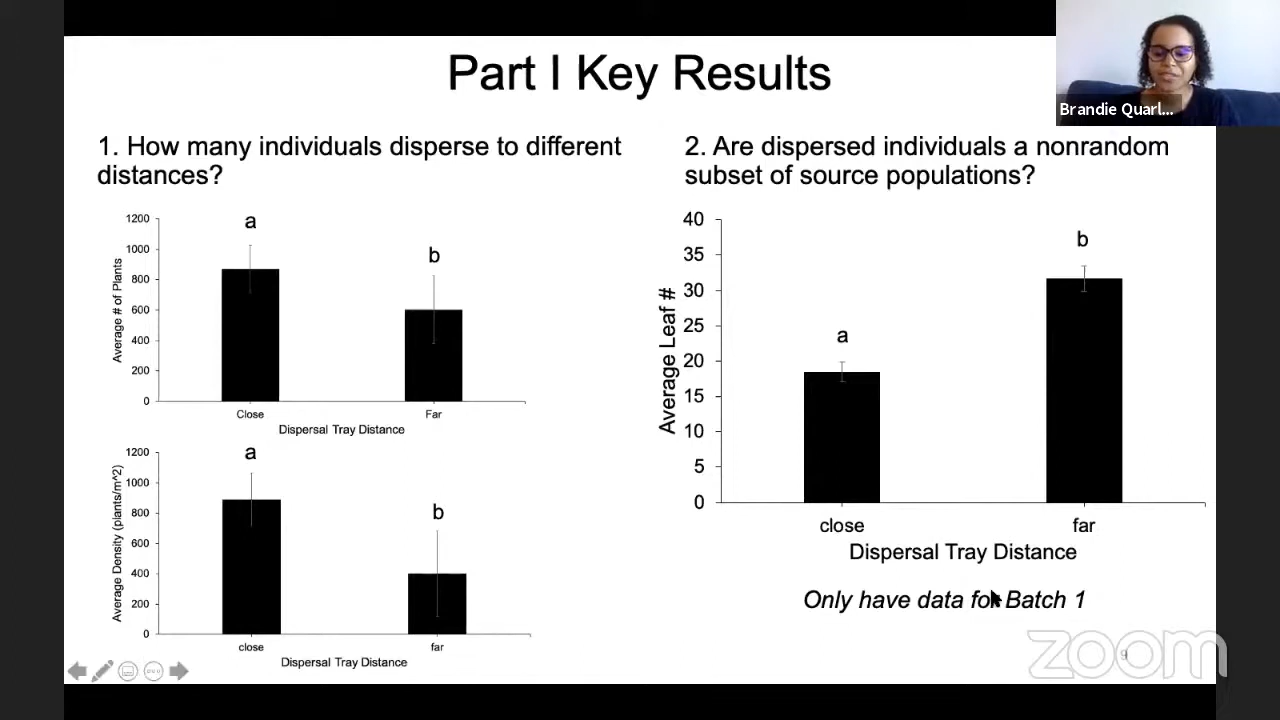 Part I Key Results
Brandie Quarl...
1. How many individuals disperse to different
distances?
1200
1000
800
600
400
200
0
Average # of Plants
a
b
Close
Far
Dispersal Tray Distance
1200
1000
800
600
400
200
0
Average Density (plants/m^2)
a
b
close
far
Dispersal Tray Distance
2. Are dispersed individuals a nonrandom
subset of source populations?
40
35
30
25
20
15
10
5
0
Average Leaf #
a
b
close
far
Dispersal Tray Distance
Only have data for Batch 1
zoom
9